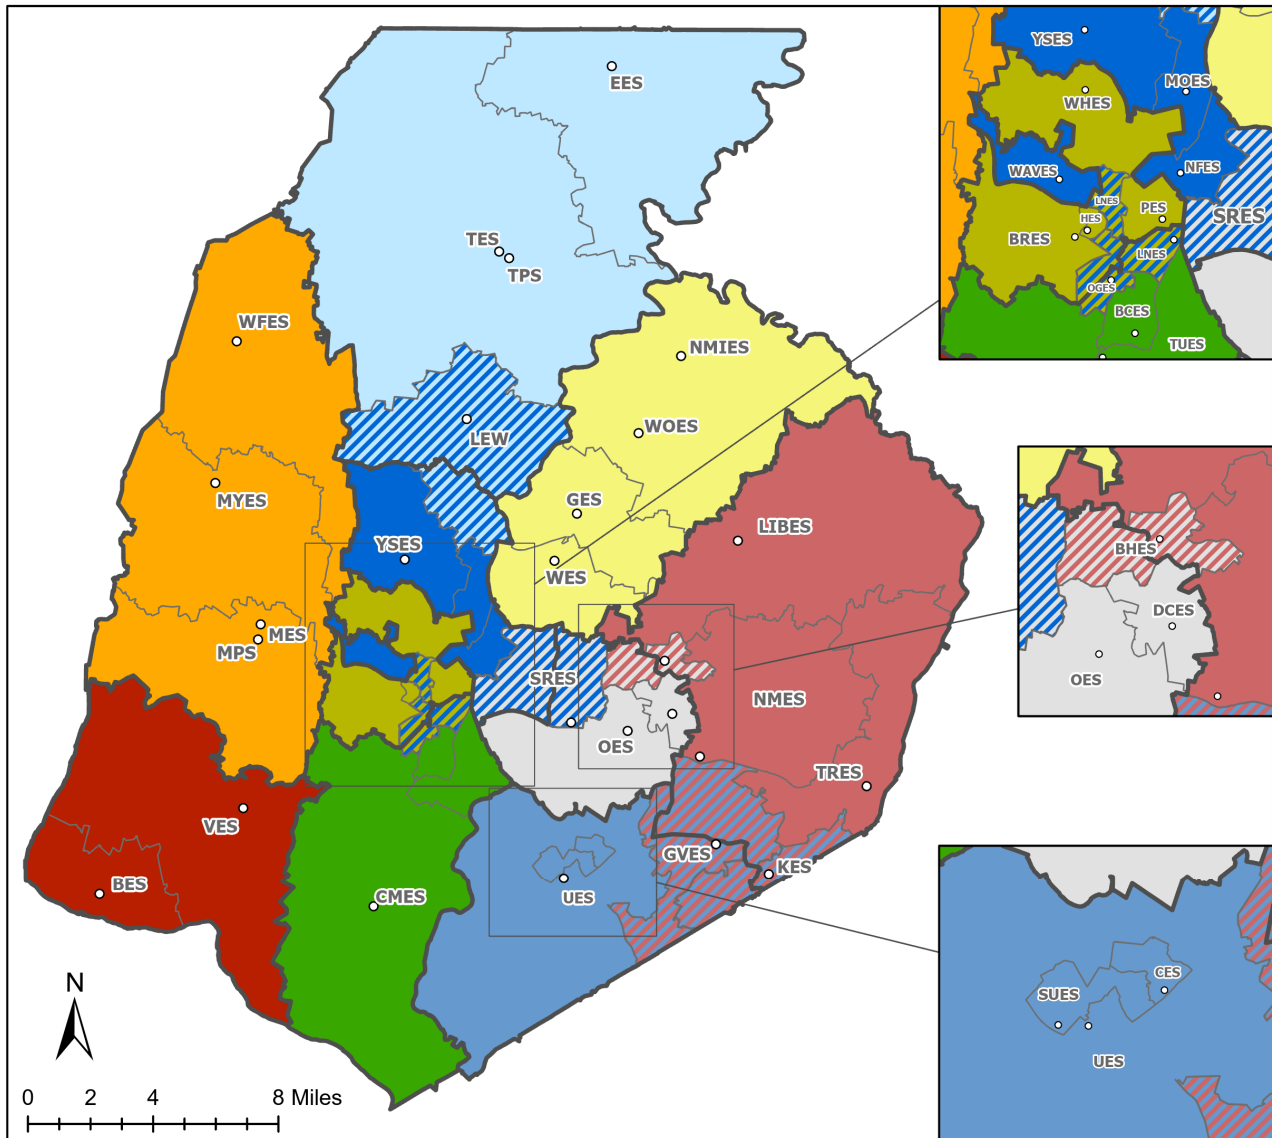 EES
TES
TPS
WFES
NMIES
WOES
LEW
MYES
GES
LIBES
YSES
WES
MES
MPS
SRES
NMES
OES
TRES
VES
GVES
KES
BES
CMES
UES
N
0 2 4 8 Miles
YSES
MOES
WHES
WAVES
NFES
LNES
PES
HES
SRES
BRES
LNES
OGES
BCES
TUES
BHES
DCES
OES
CES
SUES
UES